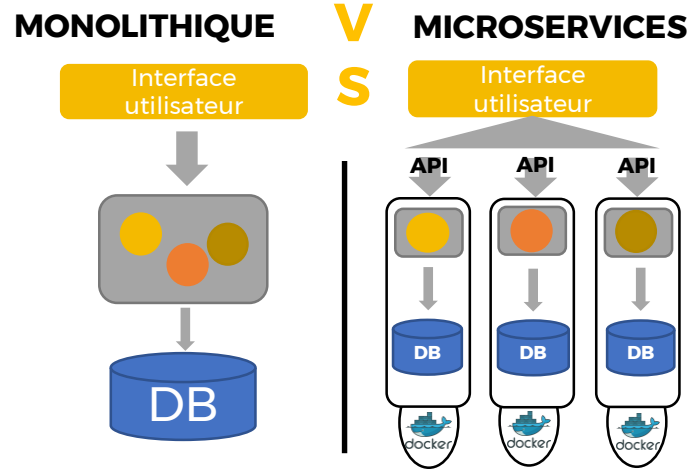 MONOLITHIQUE
V
S
MICROSERVICES
Interface
utilisateur
DB
Interface
utilisateur
API
API
API
DB
DB
DB
docker
docker
docker